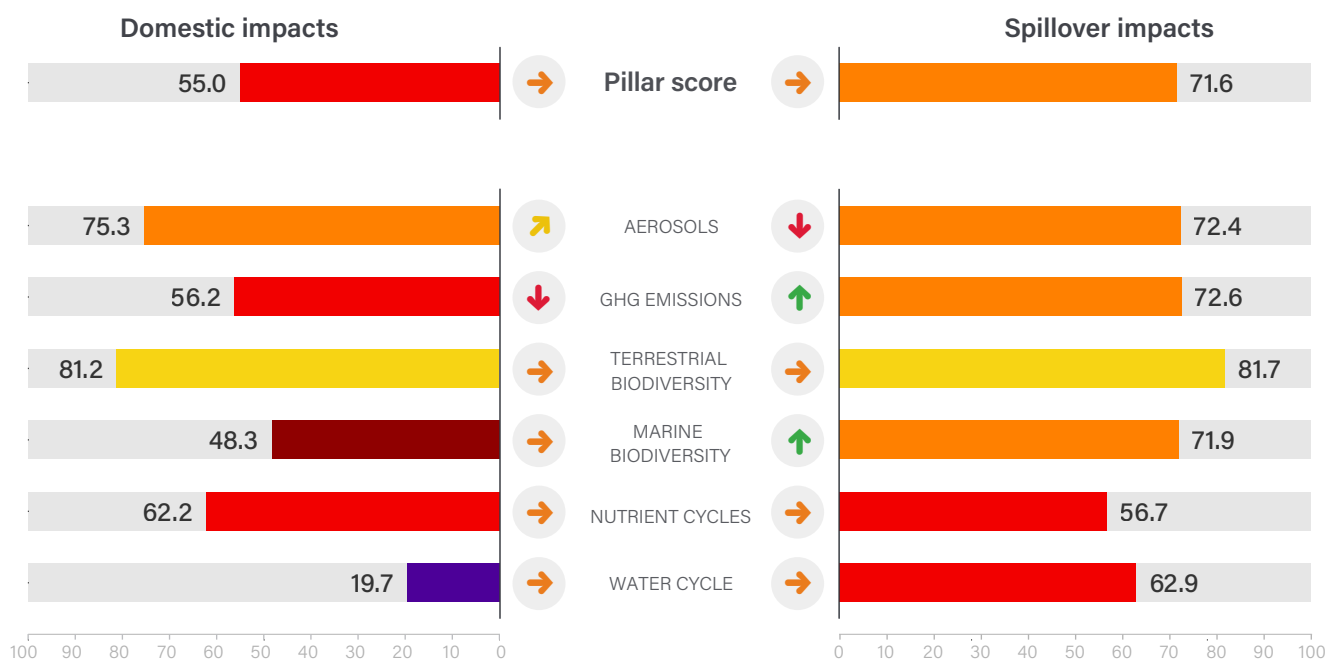 Domestic impacts
Spillover impacts
55.0
Pillar score
71.6
75.3
AEROSOLS
72.4
56.2
GHG EMISSIONS
72.6
81.2
TERRESTRIAL
BIODIVERSITY
81.7
48.3
MARINE
BIODIVERSITY
71.9
62.2
NUTRIENT CYCLES
56.7
19.7
WATER CYCLE
62.9
100 90 80 70 60 50 40 30 20 10 0
0 10 20 30 40 50 60 70 80 90 100